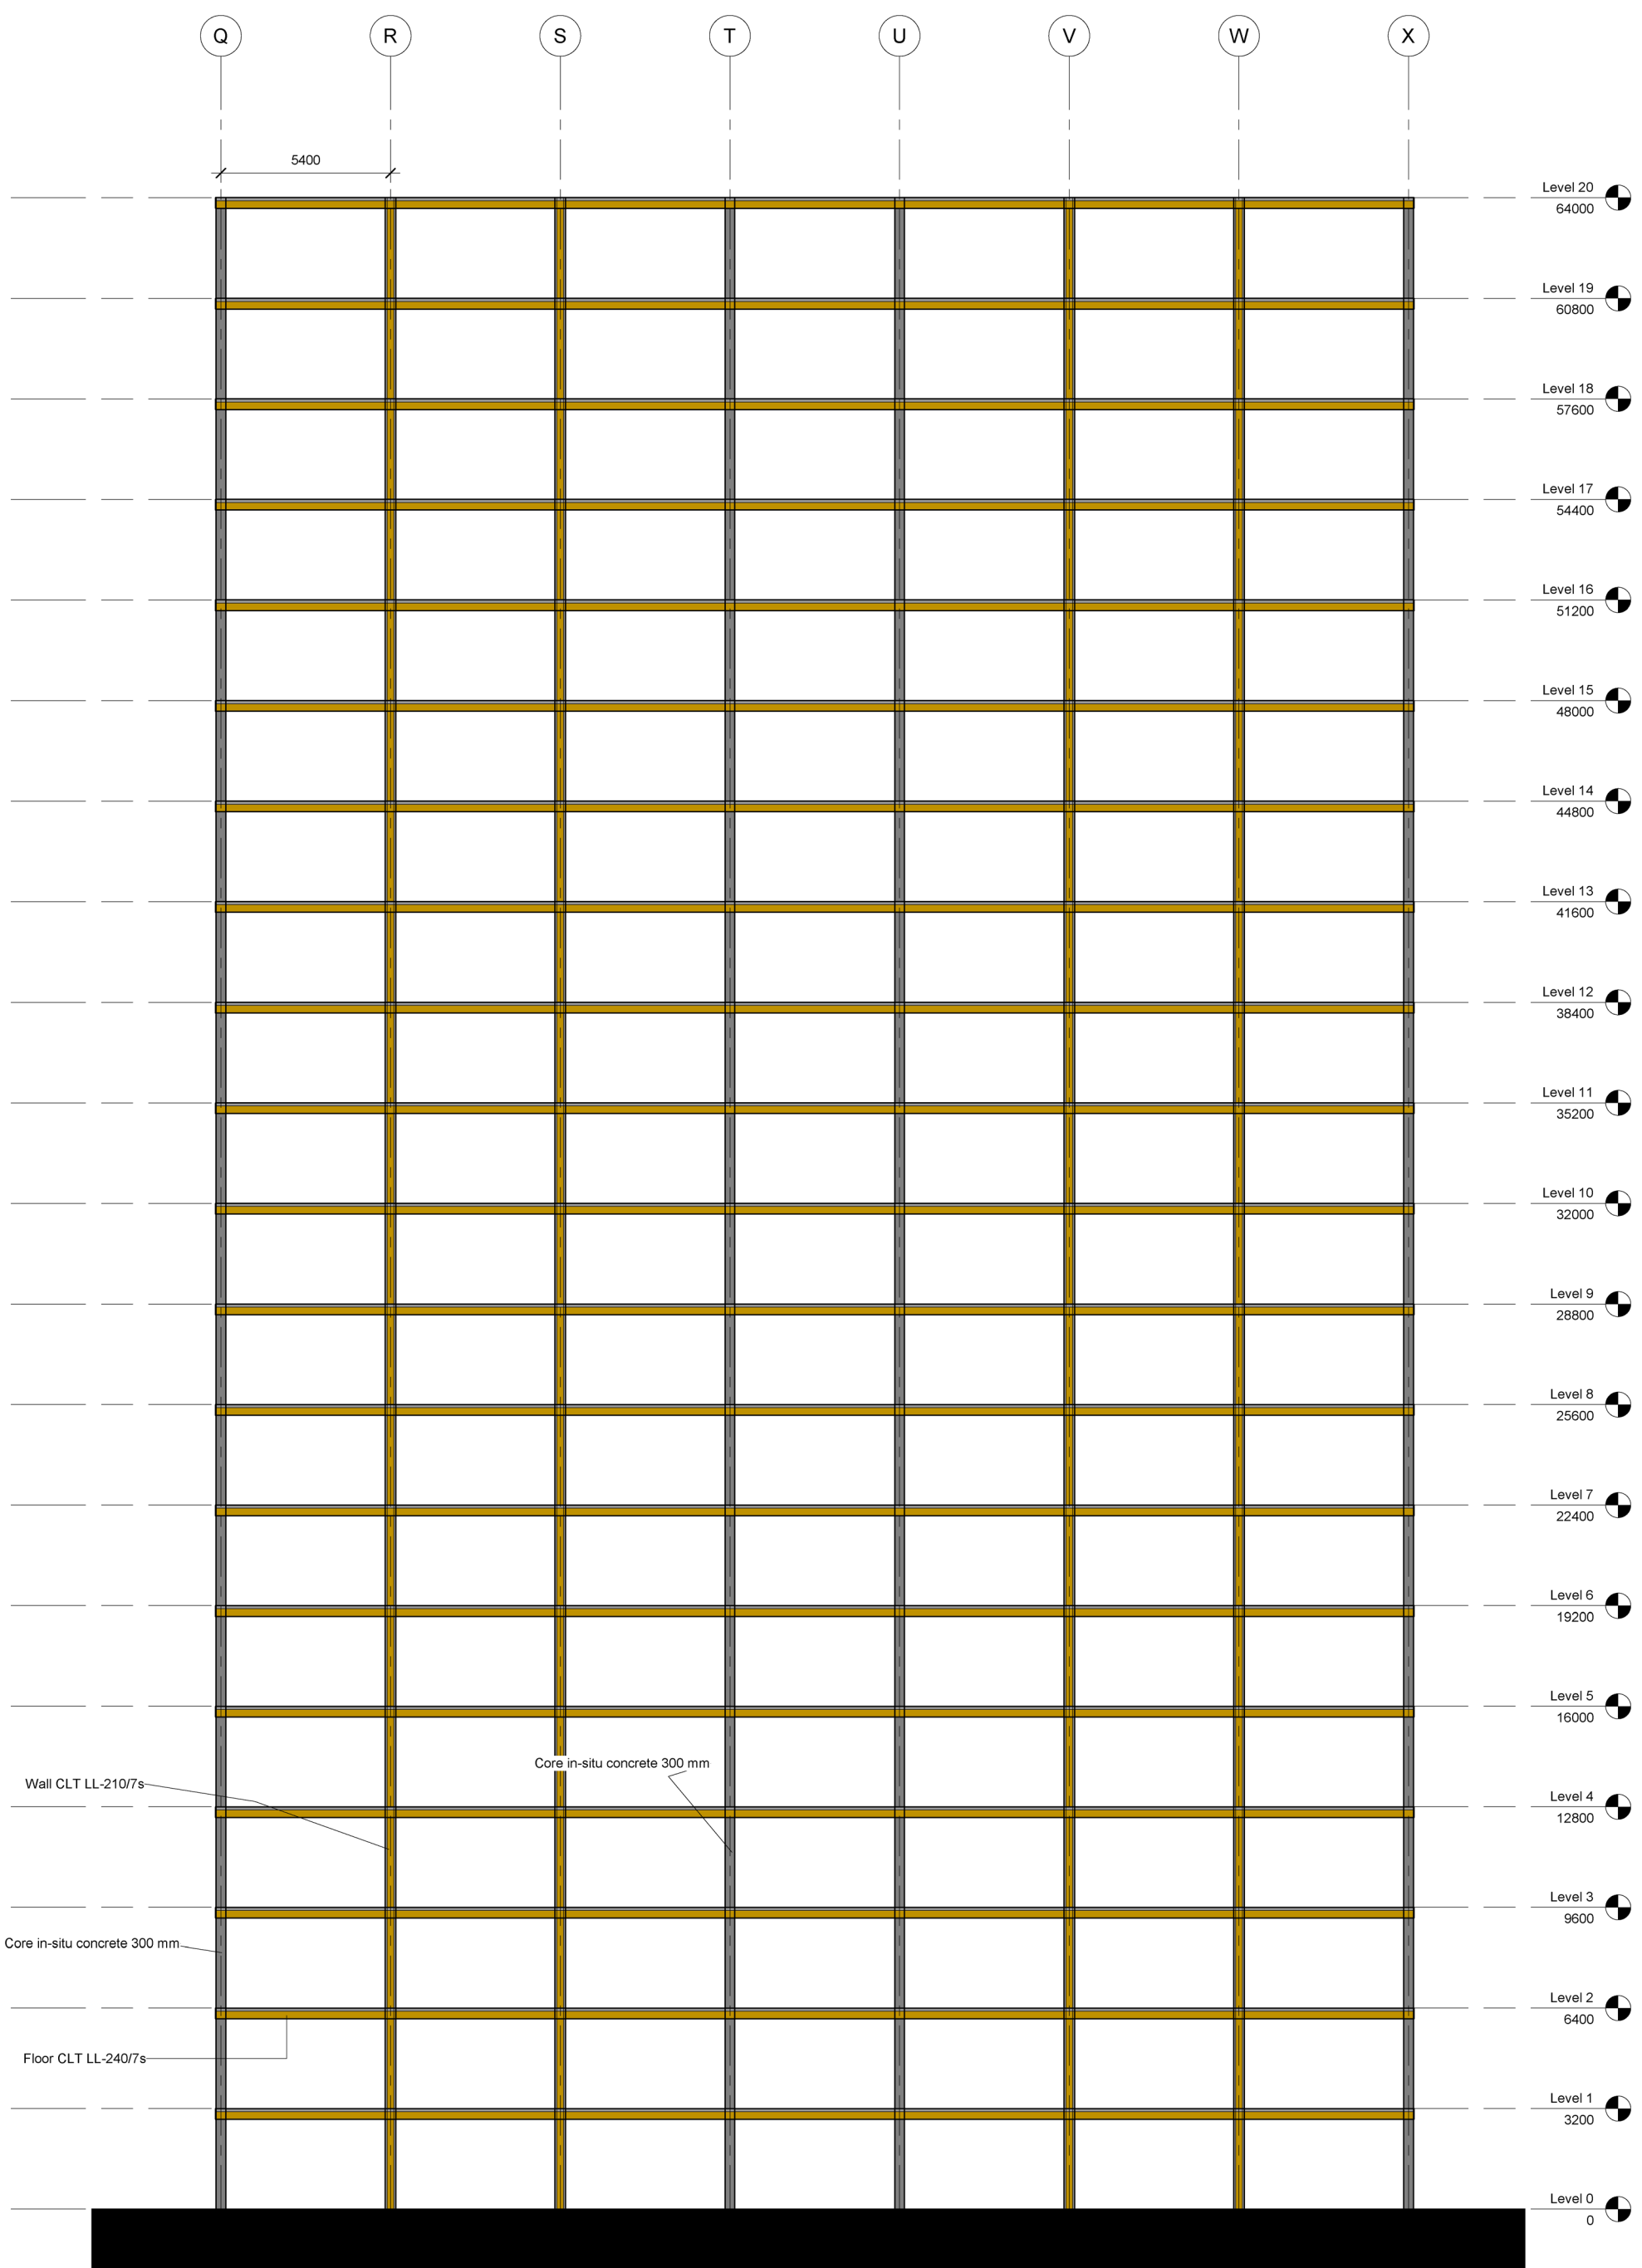 Q
R
S
T
U
V
W
X
5400
Level 20
64000
Level 19
60800
Level 18
57600
Level 17
54400
Level 16
51200
Level 15
48000
Level 14
44800
Level 13
41600
Level 12
38400
Level 11
35200
Level 10
32000
Level 9
28800
Level 8
25600
Level 7
22400
Level 6
19200
Level 5
16000
Core in-situ concrete 300 mm
Wall CLT LL-210/7s
Level 4
12800
Level 3
9600
Core in-situ concrete 300 mm
Level 2
6400
Floor CLT LL-240/7s
Level 1
3200
Level 0
0